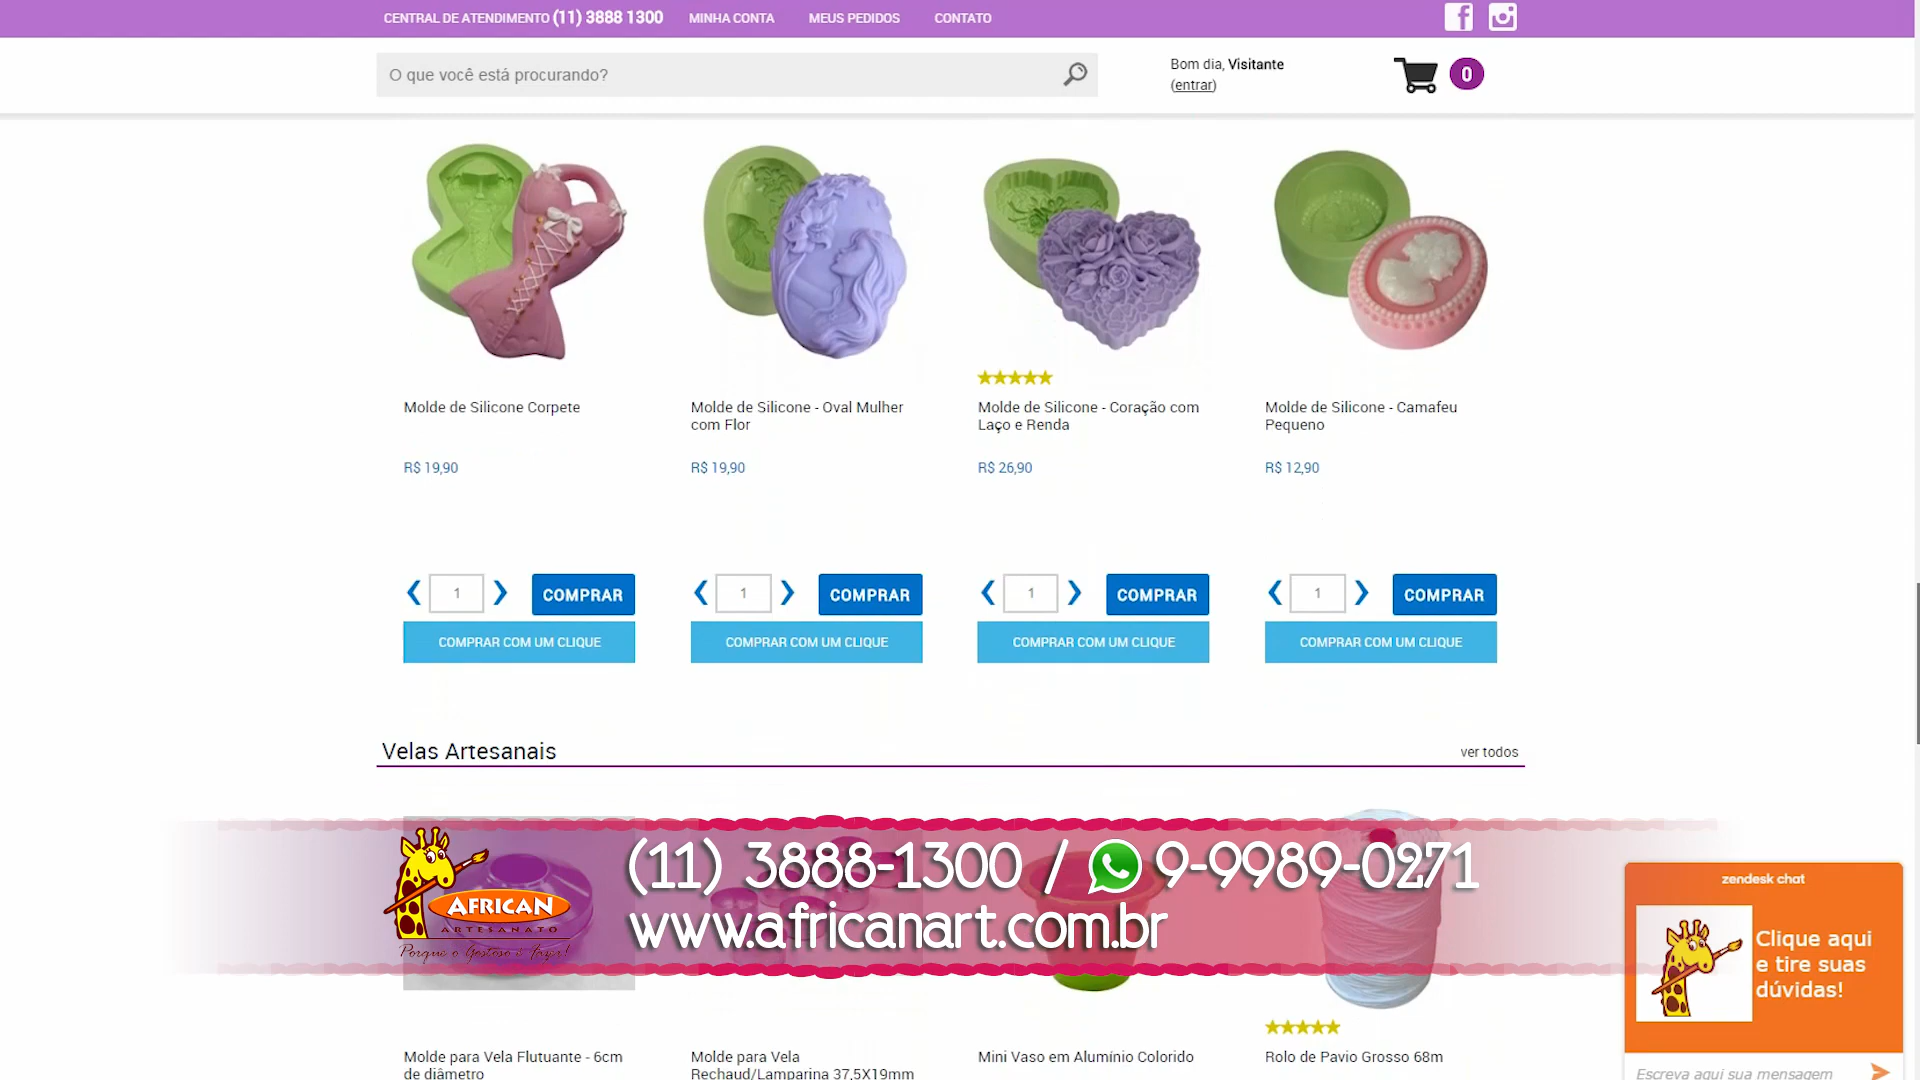 CENTRAL DE ATENDIMENTO (11) 3888 1300 MINHA CONTA MEUS PEDIDOS CONTATO
O que você está procurando?
Bom dia, Visitante
(entrar)
0
Molde de Silicone Corpete
R$ 19,90
1 COMPRAR
COMPRAR COM UM CLIQUE
Molde de Silicone - Oval Mulher
com Flor
R$ 19,90
1 COMPRAR
COMPRAR COM UM CLIQUE
Molde de Silicone - Coração com
Laço e Renda
R$ 26,90
1 COMPRAR
COMPRAR COM UM CLIQUE
Molde de Silicone - Camafeu
Pequeno
R$ 12,90
1 COMPRAR
COMPRAR COM UM CLIQUE
Velas Artesanais ver todos
AFRICAN
ARTESANATO
Porque o Gostoso é fazer!
(11) 3888-1300 / 9-9989-0271
www.africanart.com.br
Molde para Vela Flutuante - 6cm
de diâmetro
Molde para Vela
Rechaud/Lamparina 37,5X19mm
Mini Vaso em Alumínio Colorido
Rolo de Pavio Grosso 68m
zendesk chat
Clique aqui
e tire suas
dúvidas!
Escreva aqui sua mensagem